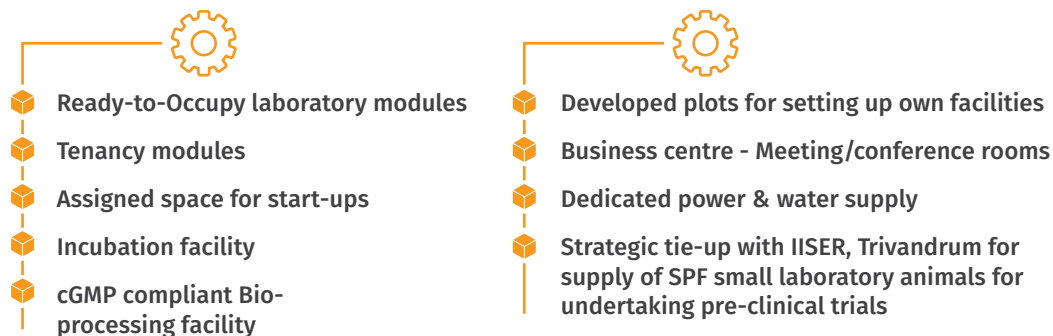 Ready-to-Occupy laboratory modules
Tenancy modules
Assigned space for start-ups
Incubation facility
cGMP compliant Bio-
processing facility
Developed plots for setting up own facilities
Business centre - Meeting/conference rooms
Dedicated power & water supply
Strategic tie-up with IISER, Trivandrum for
supply of SPF small laboratory animals for
undertaking pre-clinical trials